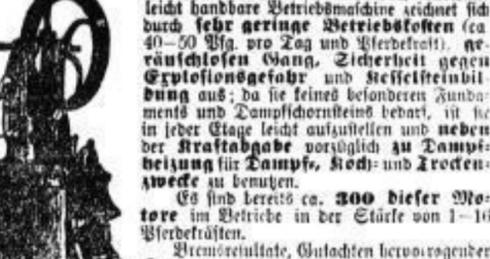 leicht handbare Betriebsmaschine zeichnet sich
durch sehr geringe Betriebskosten (ca
40—50 Pfg. pro Tag und Pferdekraft), ge-
räuschlosen Gang, Sicherheit gegen
Explosionsgefahr und Kesselsteinbil-
dung aus; da sie keines besonderen Funda-
ments und Dampfschornsteins bedarf, ist sie
in jeder Etage leicht aufzustellen und neben
der Kraftabgabe vorzüglich zu Dampf-
heizung für Dampf-, Koch- und Trocken-
zwecke zu benutzen.
Es sind bereits ca. 300 dieser Mo-
tore im Betriebe in der Stärke von 1—16
Pferdekräften.
Bremsresultate, Gutachten hervorragender